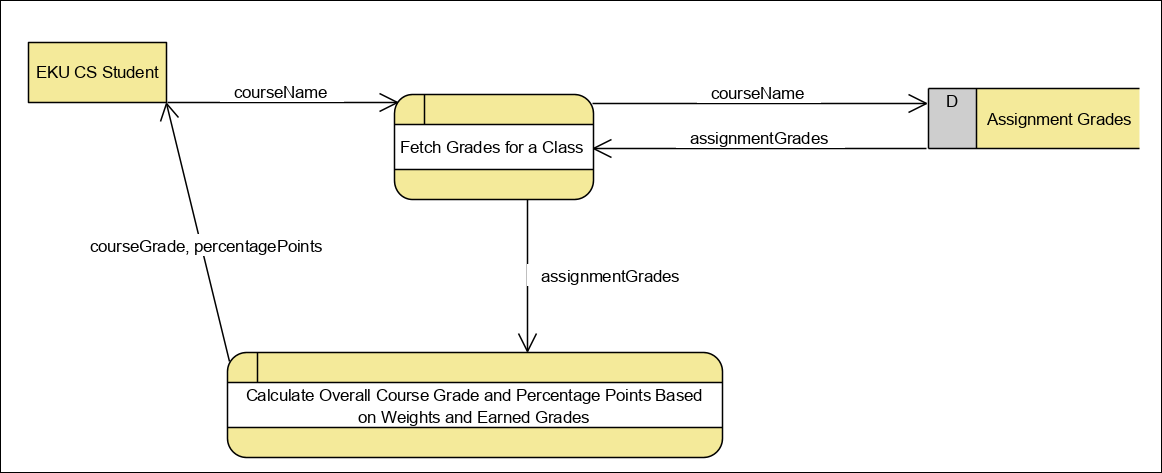 EKU CS Student
courseName
courseName
D
Assignment Grades
assignmentGrades
Fetch Grades for a Class
courseGrade, percentagePoints
assignmentGrades
Calculate Overall Course Grade and Percentage Points Based
on Weights and Earned Grades